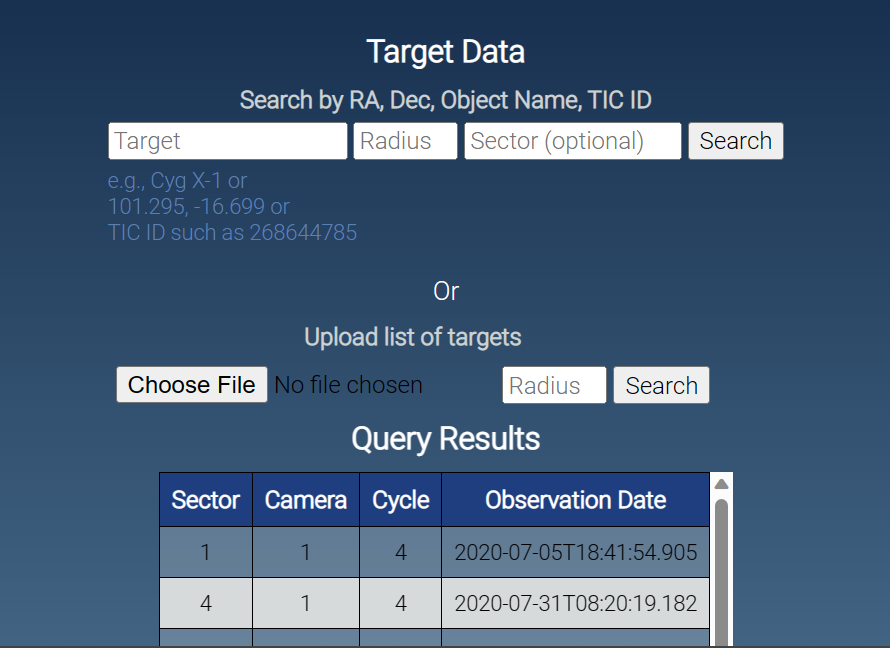 Target Data
Search by RA, Dec, Object Name, TIC ID
Target Radius Sector (optional) Search
e.g., Cyg X-1 or
101.295, -16.699 or
TIC ID such as 268644785
Or
Upload list of targets
Choose File No file chosen Radius Search
Query Results
Sector Camera Cycle Observation Date
1 1 4 2020-07-05T18:41:54.905
4 1 4 2020-07-31T08:20:19.182